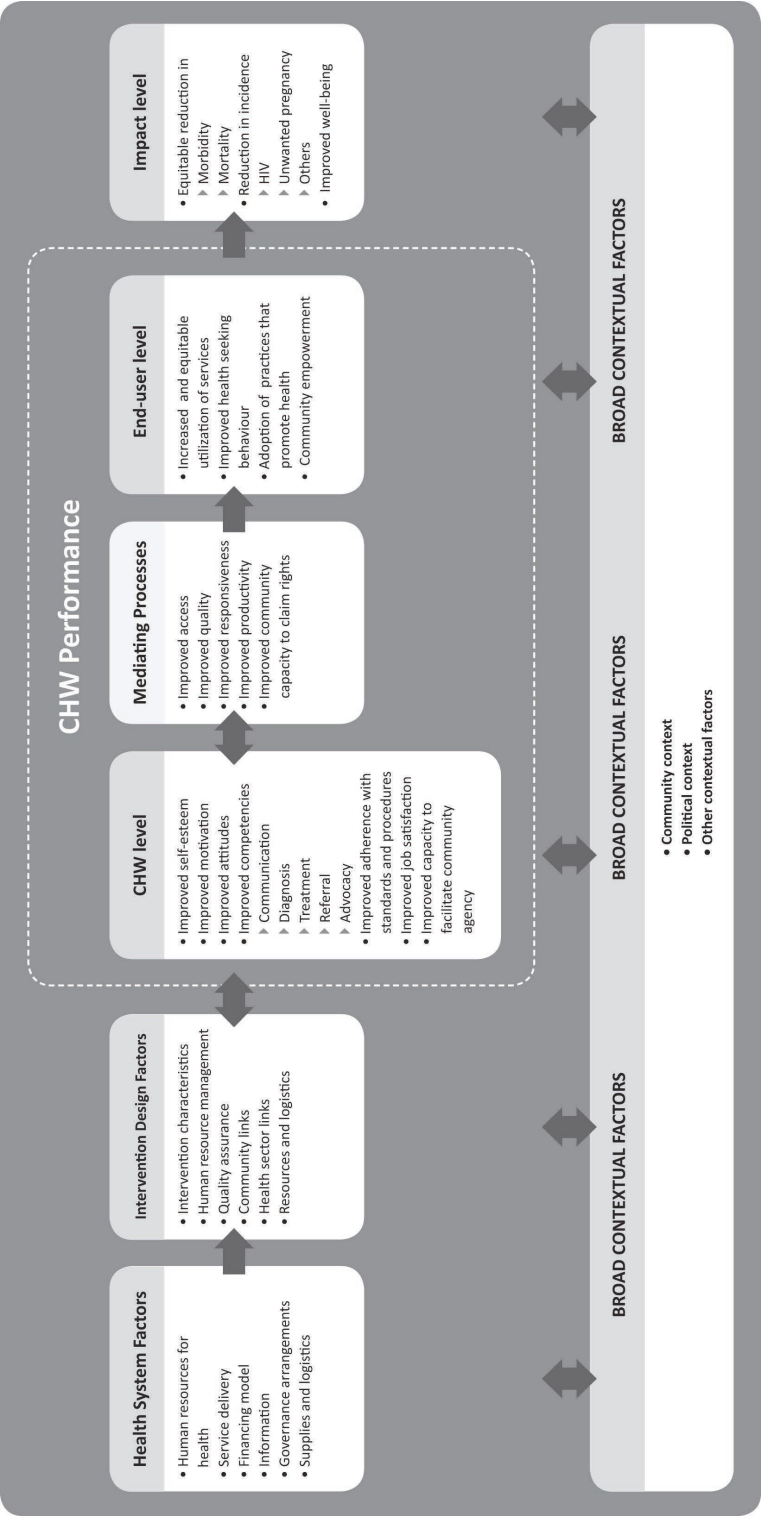 CHW Performance
Health System Factors
• Human resources for
health
• Service delivery
• Financing model
• Information
• Governance arrangements
• Supplies and logistics
Intervention Design Factors
• Intervention characteristics
• Human resource management
• Quality assurance
• Community links
• Health sector links
• Resources and logistics
CHW level
• Improved self-esteem
• Improved motivation
• Improved attitudes
• Improved competencies
➤ Communication
➤ Diagnosis
➤ Treatment
➤ Referral
➤ Advocacy
• Improved adherence with
standards and procedures
• Improved job satisfaction
• Improved capacity to
facilitate community
agency
Mediating Processes
• Improved access
• Improved quality
• Improved responsiveness
• Improved productivity
• Improved community
capacity to claim rights
End-user level
• Increased and equitable
utilization of services
• Improved health seeking
behaviour
• Adoption of practices that
promote health
• Community empowerment
Impact level
• Equitable reduction in
➤ Morbidity
➤ Mortality
• Reduction in incidence
➤ HIV
➤ Unwanted pregnancy
➤ Others
• Improved well-being
BROAD CONTEXTUAL FACTORS
BROAD CONTEXTUAL FACTORS
BROAD CONTEXTUAL FACTORS
• Community context
• Political context
• Other contextual factors